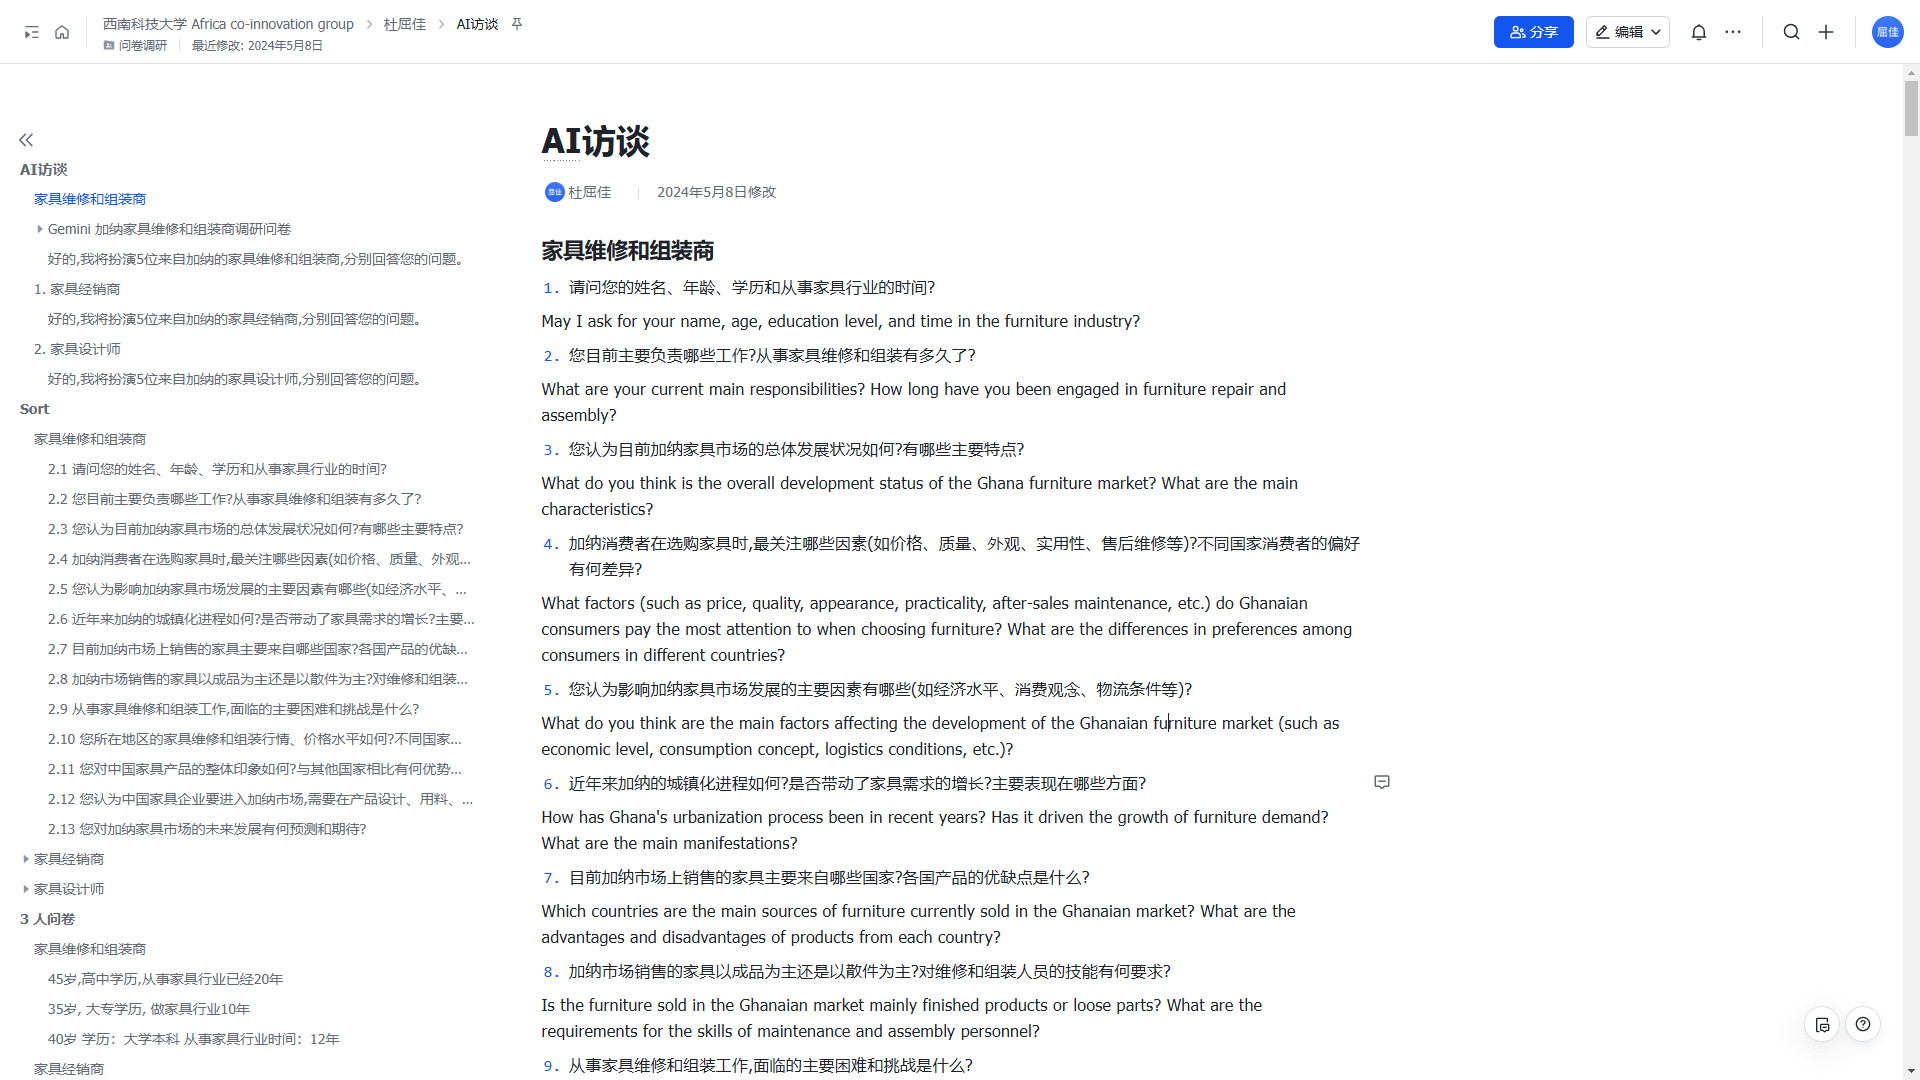 西南科技大学 Africa co-innovation group
杜屈佳
AI访谈
问卷调研
最近修改: 2024年5月8日
分享
编辑
屈佳
AI访谈
家具维修和组装商
Gemini 加纳家具维修和组装商调研问卷
好的,我将扮演5位来自加纳的家具维修和组装商,分别回答您的问题。
1. 家具经销商
好的,我将扮演5位来自加纳的家具经销商,分别回答您的问题。
2. 家具设计师
好的,我将扮演5位来自加纳的家具设计师,分别回答您的问题。
Sort
家具维修和组装商
2.1 请问您的姓名、年龄、学历和从事家具行业的时间?
2.2 您目前主要负责哪些工作?从事家具维修和组装有多久了?
2.3 您认为目前加纳家具市场的总体发展状况如何?有哪些主要特点?
2.4 加纳消费者在选购家具时,最关注哪些因素(如价格、质量、外观...
2.5 您认为影响加纳家具市场发展的主要因素有哪些(如经济水平、...
2.6 近年来加纳的城镇化进程如何?是否带动了家具需求的增长?主要...
2.7 目前加纳市场上销售的家具主要来自哪些国家?各国产品的优缺...
2.8 加纳市场销售的家具以成品为主还是以散件为主?对维修和组装...
2.9 从事家具维修和组装工作,面临的主要困难和挑战是什么?
2.10 您所在地区的家具维修和组装行情、价格水平如何?不同国家...
2.11 您对中国家具产品的整体印象如何?与其他国家相比有何优势...
2.12 您认为中国家具企业要进入加纳市场,需要在产品设计、用料、...
2.13 您对加纳家具市场的未来发展有何预测和期待?
家具经销商
家具设计师
3 人问卷
家具维修和组装商
45岁,高中学历,从事家具行业已经20年
35岁, 大专学历, 做家具行业10年
40岁 学历：大学本科 从事家具行业时间：12年
家具经销商
AI访谈
屈佳 杜屈佳
2024年5月8日修改
家具维修和组装商
1. 请问您的姓名、年龄、学历和从事家具行业的时间?
May I ask for your name, age, education level, and time in the furniture industry?
2. 您目前主要负责哪些工作?从事家具维修和组装有多久了?
What are your current main responsibilities? How long have you been engaged in furniture repair and
assembly?
3. 您认为目前加纳家具市场的总体发展状况如何?有哪些主要特点?
What do you think is the overall development status of the Ghana furniture market? What are the main
characteristics?
4. 加纳消费者在选购家具时,最关注哪些因素(如价格、质量、外观、实用性、售后维修等)?不同国家消费者的偏好
有何差异?
What factors (such as price, quality, appearance, practicality, after-sales maintenance, etc.) do Ghanaian
consumers pay the most attention to when choosing furniture? What are the differences in preferences among
consumers in different countries?
5. 您认为影响加纳家具市场发展的主要因素有哪些(如经济水平、消费观念、物流条件等)?
What do you think are the main factors affecting the development of the Ghanaian furniture market (such as
economic level, consumption concept, logistics conditions, etc.)?
6. 近年来加纳的城镇化进程如何?是否带动了家具需求的增长?主要表现在哪些方面?
How has Ghana's urbanization process been in recent years? Has it driven the growth of furniture demand?
What are the main manifestations?
7. 目前加纳市场上销售的家具主要来自哪些国家?各国产品的优缺点是什么?
Which countries are the main sources of furniture currently sold in the Ghanaian market? What are the
advantages and disadvantages of products from each country?
8. 加纳市场销售的家具以成品为主还是以散件为主?对维修和组装人员的技能有何要求?
Is the furniture sold in the Ghanaian market mainly finished products or loose parts? What are the
requirements for the skills of maintenance and assembly personnel?
9. 从事家具维修和组装工作,面临的主要困难和挑战是什么?